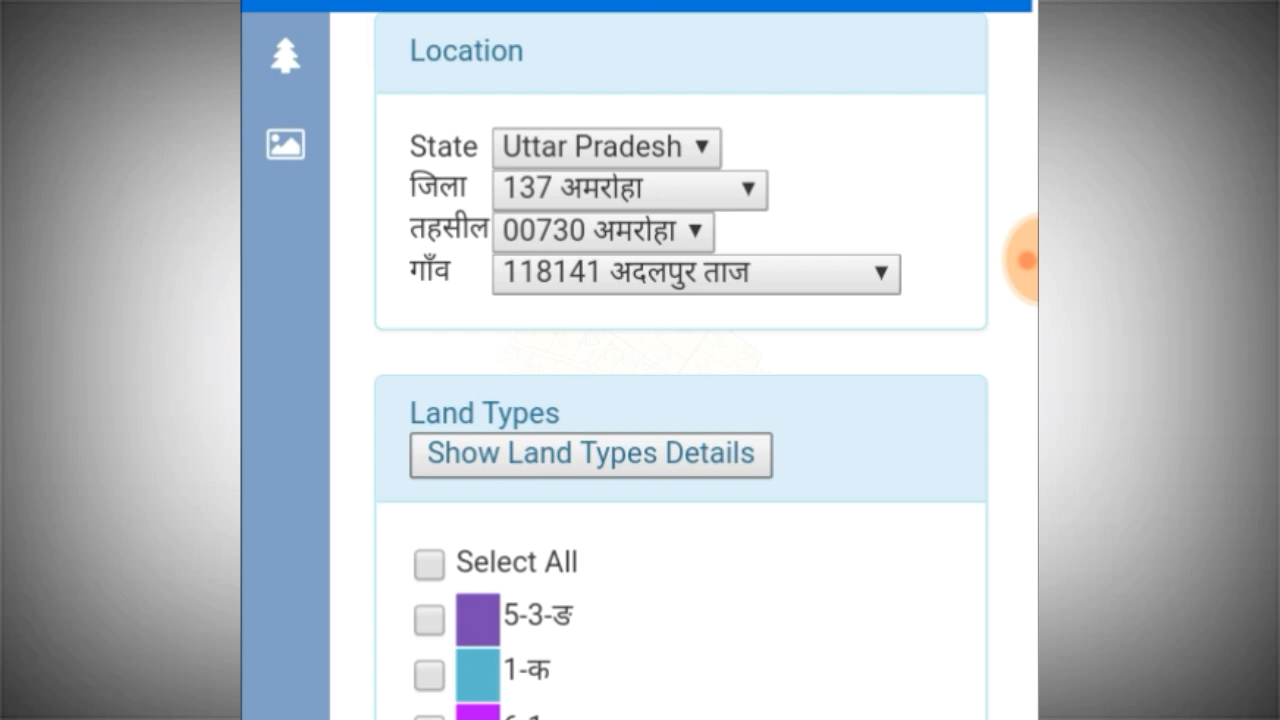 Location
State Uttar Pradesh
जिला 137 अमरोहा
तहसील 00730 अमरोहा
गाँव 118141 अदलपुर ताज
Land Types
Show Land Types Details
Select All
5-3-ङ
1-क